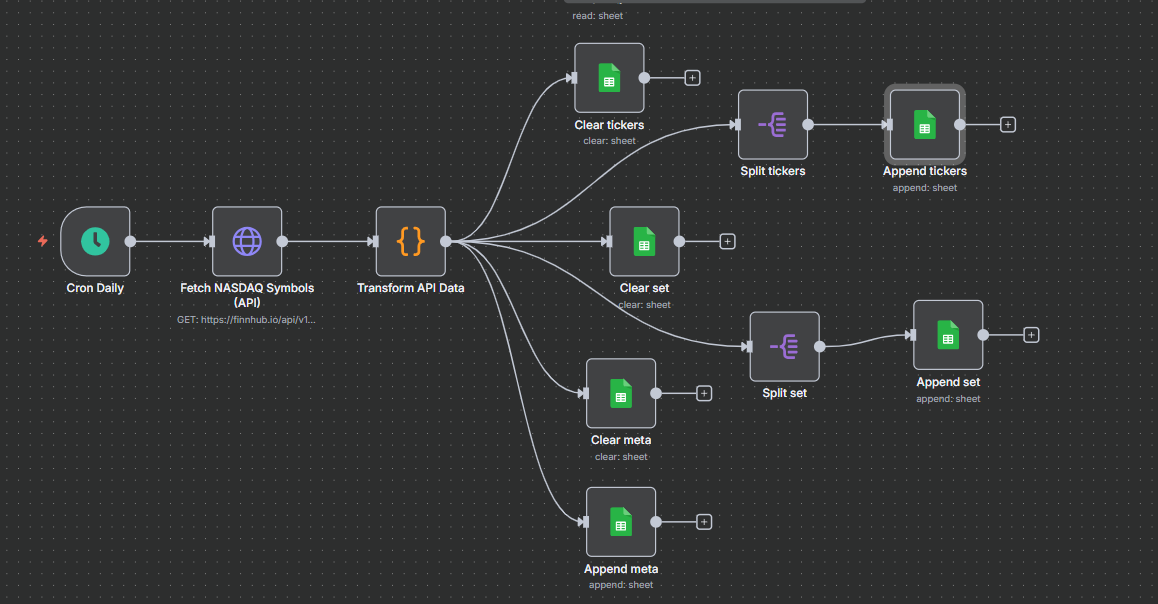 read: sheet
Clear tickers
clear: sheet
Split tickers
Append tickers
append: sheet
Cron Daily
Fetch NASDAQ Symbols
(API)
GET: https://finnhub.io/api/v1...
Transform API Data
Clear set
clear: sheet
Split set
Append set
append: sheet
Clear meta
clear: sheet
Append meta
append: sheet